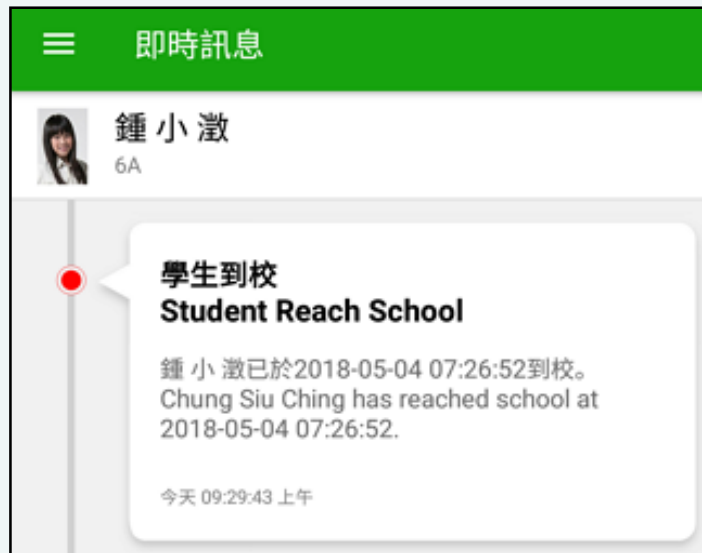 即時訊息
鍾 小 澂
6A
學生到校
Student Reach School
鍾 小 澂已於2018-05-04 07:26:52到校。
Chung Siu Ching has reached school at
2018-05-04 07:26:52.
今天 09:29:43 上午